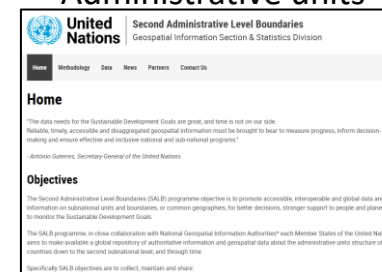 Administrative units
United Nations
Second Administrative Level Boundaries
Geospatial Information Section & Statistics Division
Home Methodology Data News Partners Contact Us
Home
"The data needs for the Sustainable Development Goals are great, and time is not on our side.
Reliable, timely, accessible and disaggregated geospatial information must be brought to bear to measure progress, inform decision-
making and ensure effective and inclusive national and sub-national programs."
- António Guterres, Secretary-General of the United Nations
Objectives
The Second Administrative Level Boundaries (SALB) programme objective is to promote accessible, interoperable and global data and
information on subnational units and boundaries, or common geographies, for better decisions, stronger support to people and plane
to monitor the Sustainable Development Goals.
The SALB programme, in close collaboration with National Geospatial Information Authorities* each Member States of the United Nat
aims to make available a global repository of authoritative information and geospatial data about the administrative units structure of
countries down to the second subnational level, and through time.
Specifically SALB objectives are to collect, maintain and share